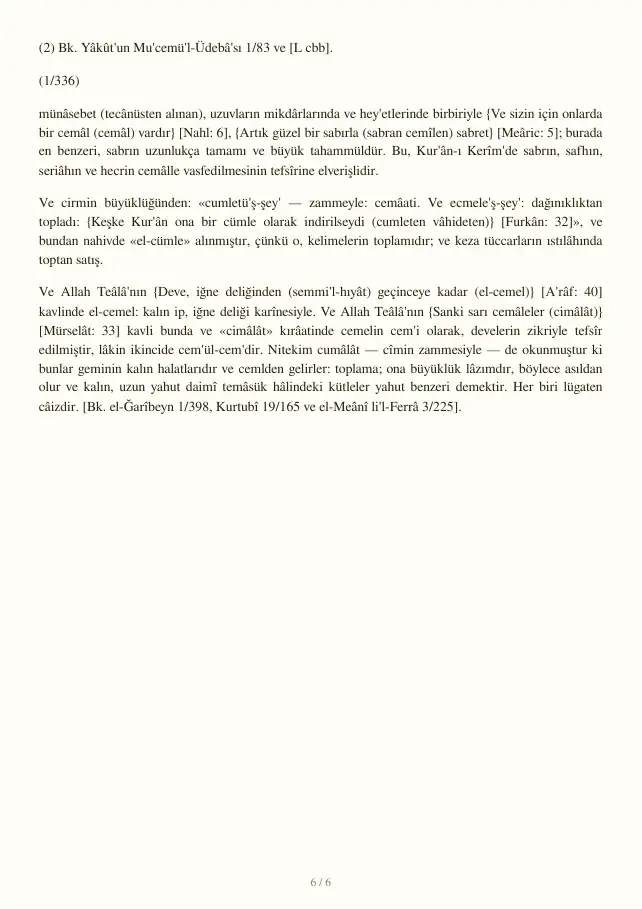 (2) Bk. Yâkût'un Mu'cemü'l-Üdebâ'sı 1/83 ve [L cbb].
(1/336)
münâsebet (tecânüsten alınan), uzuvların mikdârlarında ve hey'etlerinde birbiriyle {Ve sizin için onlarda
bir cemâl (cemâl) vardır} [Nahl: 6], {Artık güzel bir sabırla (sabran cemîlen) sabret} [Meâric: 5]; burada
en benzeri, sabrın uzunlukça tamamı ve büyük tahammüldür. Bu, Kur'ân-ı Kerîm'de sabrın, safhın,
seriâhın ve hecrin cemâlle vasfedilmesinin tefsîrine elverişlidir.
Ve cirmin büyüklüğünden: «cumletü'ş-şey' — zammeyle: cemâati. Ve ecmele'ş-şey': dağınıklıktan
topladı: {Keşke Kur'ân ona bir cümle olarak indirilseydi (cumleten vâhideten)} [Furkân: 32]», ve
bundan nahivde «el-cümle» alınmıştır, çünkü o, kelimelerin toplamıdır; ve keza tüccarların ıstılâhında
toptan satış.
Ve Allah Teâlâ'nın {Deve, iğne deliğinden (semmi'l-hıyât) geçinceye kadar (el-cemel)} [A'râf: 40]
kavlinde el-cemel: kalın ip, iğne deliği karînesiyle. Ve Allah Teâlâ'nın {Sanki sarı cemâleler (cimâlât)}
[Mürselât: 33] kavli bunda ve «cimâlât» kırâatinde cemelin cem'i olarak, develerin zikriyle tefsîr
edilmiştir, lâkin ikincide cem'ül-cem'dir. Nitekim cumâlât — cîmin zammesiyle — de okunmuştur ki
bunlar geminin kalın halatlarıdır ve cemlden gelirler: toplama; ona büyüklük lâzımdır, böylece asıldan
olur ve kalın, uzun yahut daimî temâsük hâlindeki kütleler yahut benzeri demektir. Her biri lügaten
câizdir. [Bk. el-Ğarîbeyn 1/398, Kurtubî 19/165 ve el-Meânî li'l-Ferrâ 3/225].
6 / 6